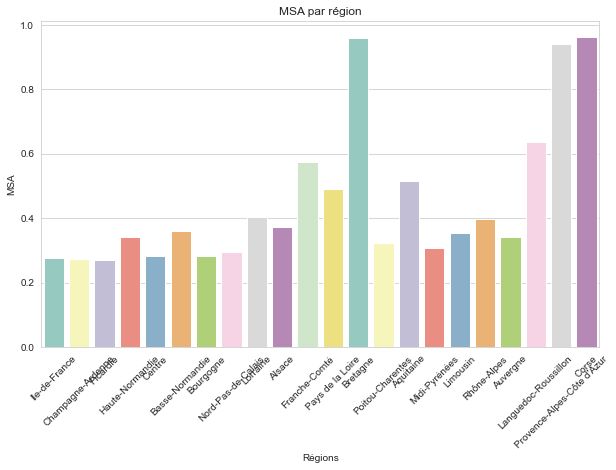 MSA par région
MSA
1.0
0.8
0.6
0.4
0.2
0.0
Ile-de-France
Champagne-Ardenne
Picardie
Haute-Normandie
Centre
Basse-Normandie
Bourgogne
Nord-Pas-de-Calais
Lorraine
Alsace
Franche-Comté
Pays de la Loire
Bretagne
Poitou-Charentes
Aquitaine
Midi-Pyrénées
Limousin
Rhône-Alpes
Auvergne
Languedoc-Roussillon
Provence-Alpes-Côte d'Azur
Corse
Régions